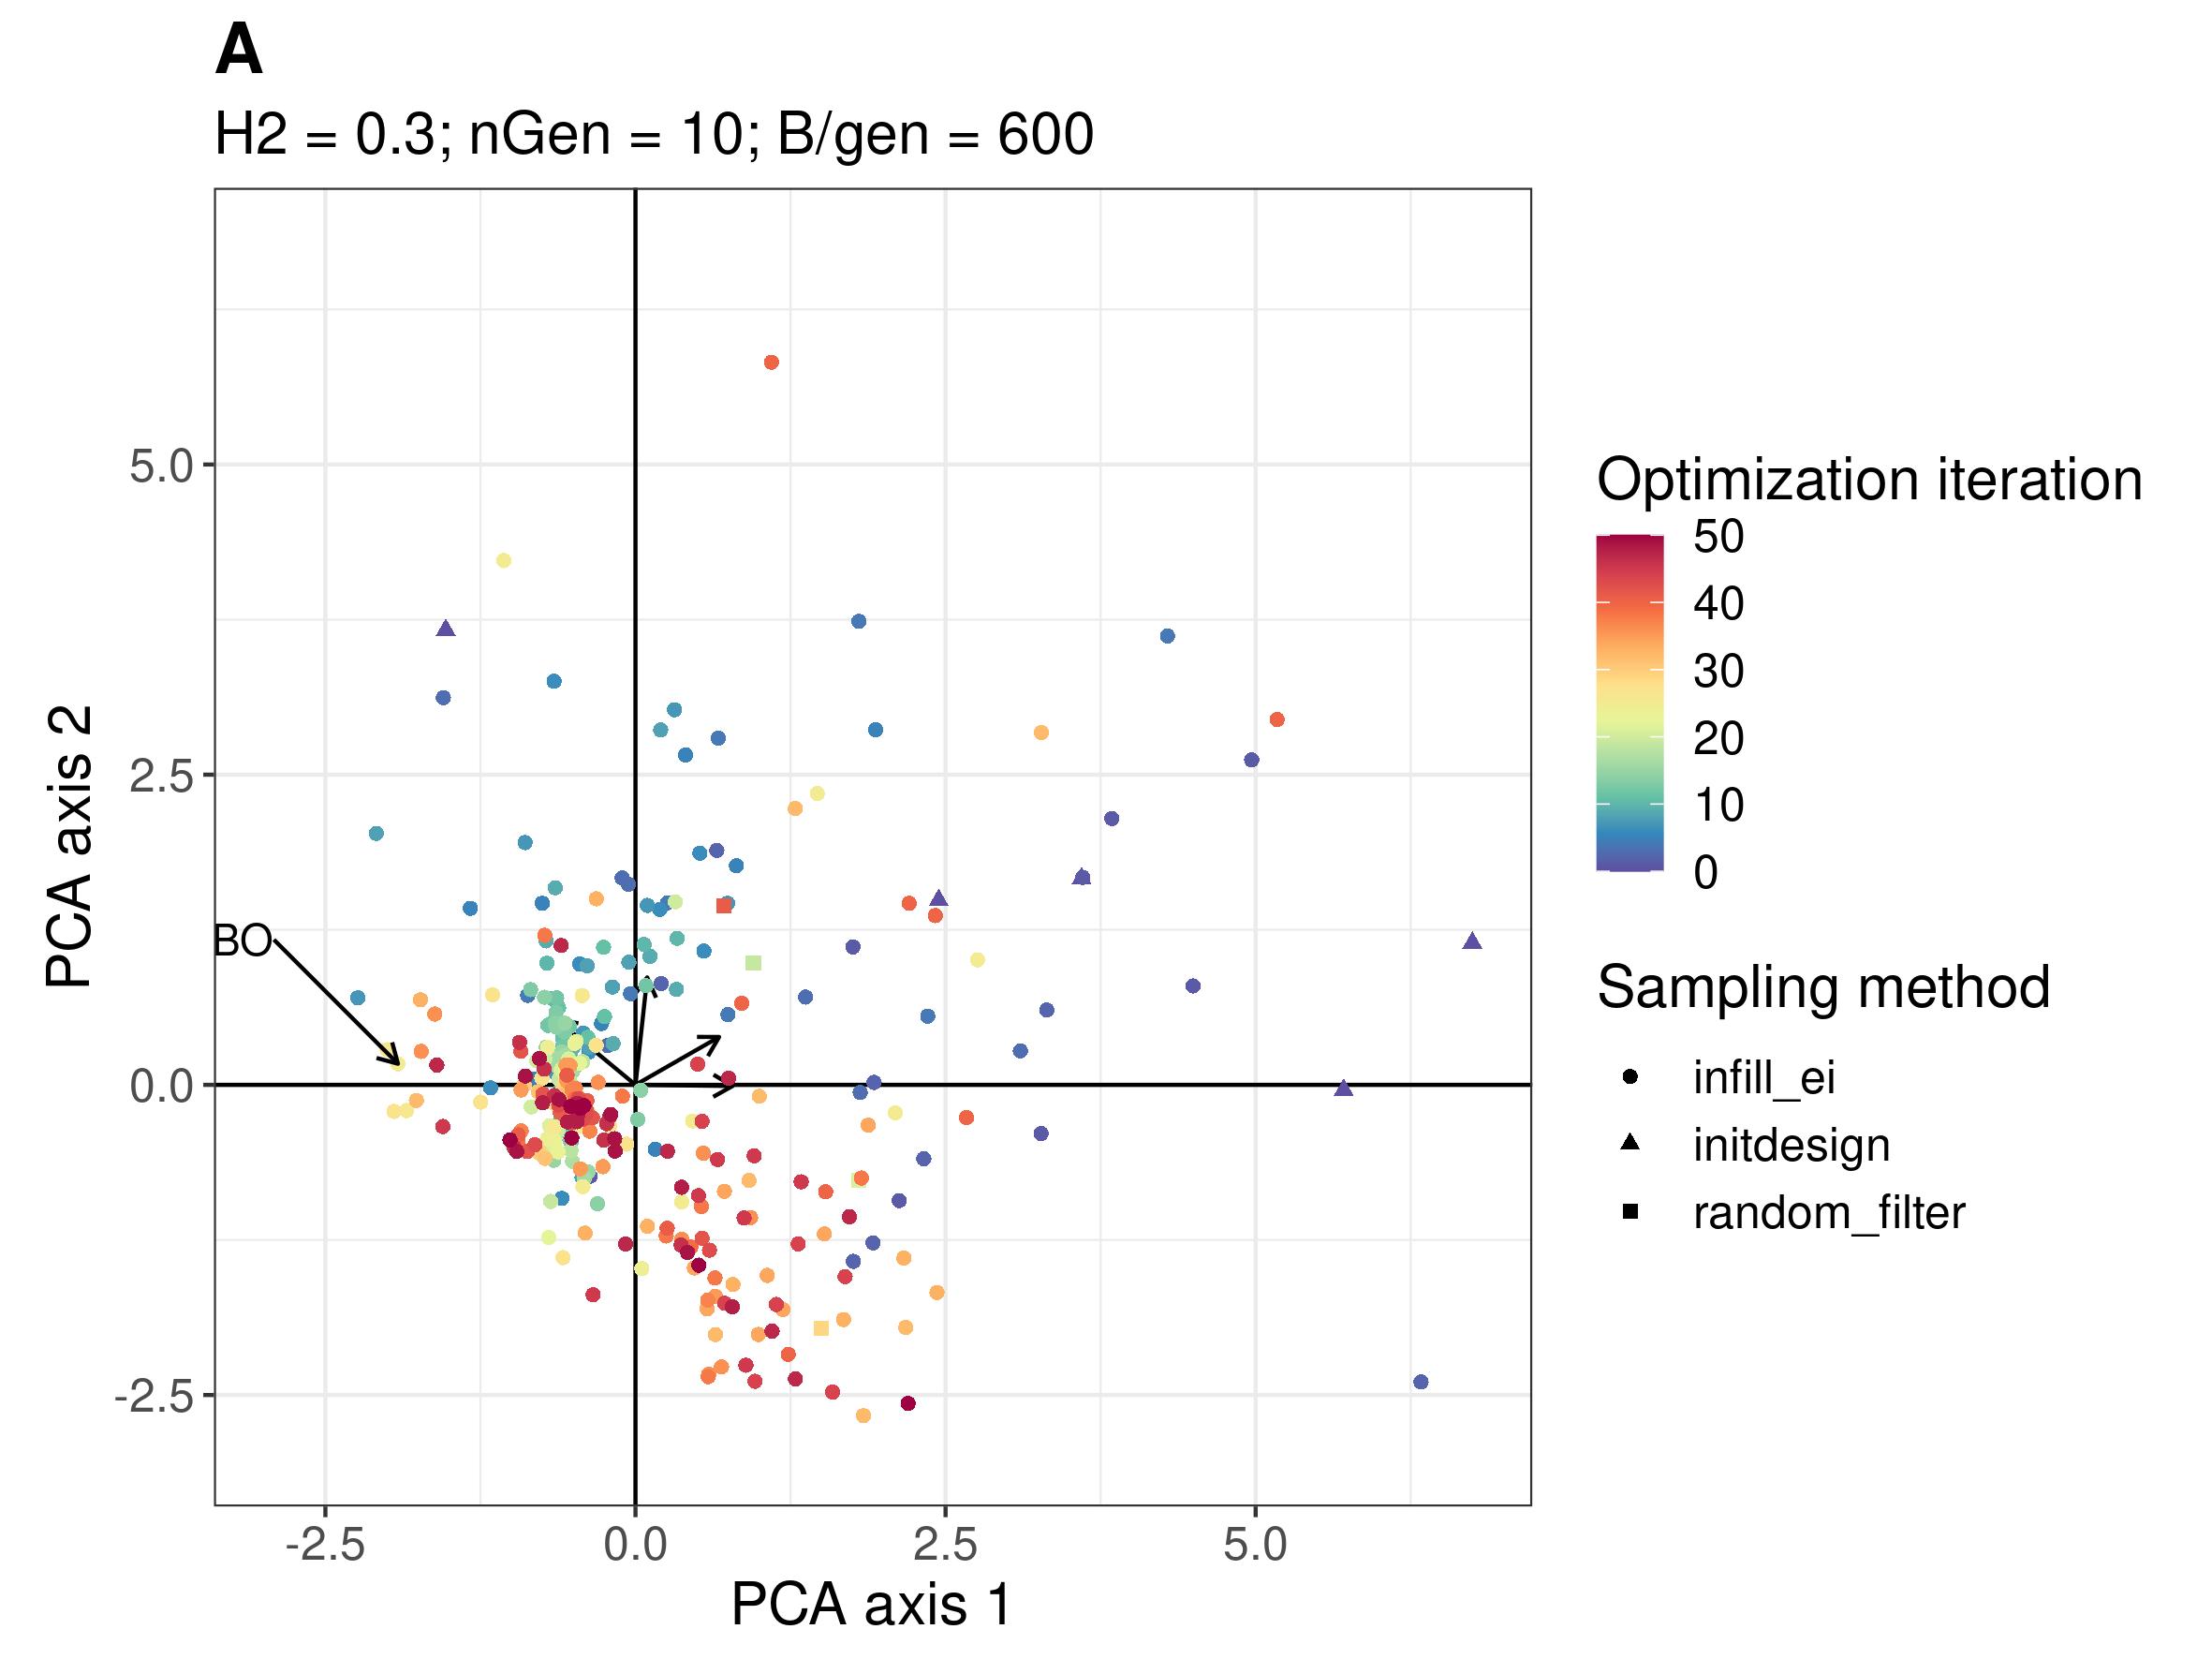 A
H2 = 0.3; nGen = 10; B/gen = 600
PCA axis 2
5.0
2.5
0.0
-2.5
BO
-2.5
0.0
2.5
5.0
PCA axis 1
Optimization iteration
50
40
30
20
10
0
Sampling method
infill_ei
initdesign
random_filter